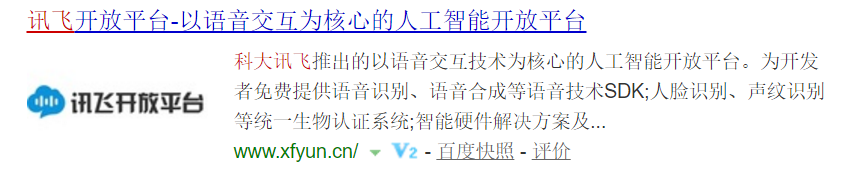 讯飞开放平台-以语音交互为核心的人工智能开放平台
科大讯飞推出的以语音交互技术为核心的人工智能开放平台。为开发
者免费提供语音识别、语音合成等语音技术SDK;人脸识别、声纹识别
等统一生物认证系统;智能硬件解决方案及...
讯飞开放平台
www.xfyun.cn/ V2 - 百度快照 - 评价